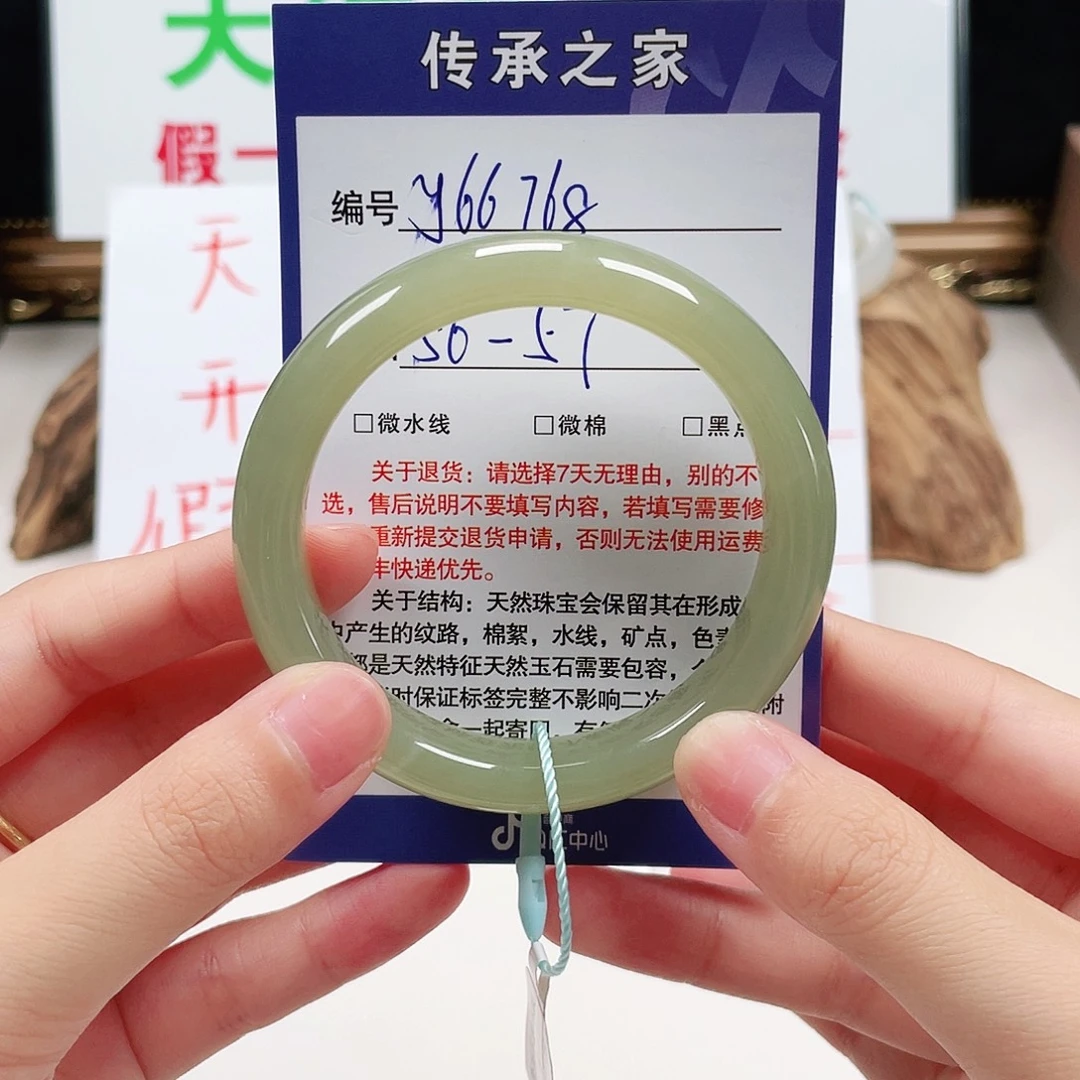 传承之家
假一
天
开
假
编号 y66768
50-57
□微水线 □微棉 □黑点
关于退货：请选择7天无理由，别的不
选，售后说明不要填写内容，若填写需要修
重新提交退货申请，否则无法使用运费
丰快递优先。
关于结构：天然珠宝会保留其在形成
中产生的纹路，棉絮，水线，矿点，色
都是天然特征天然玉石需要包容，
时保证标签完整不影响二次 附
一起寄回
中心